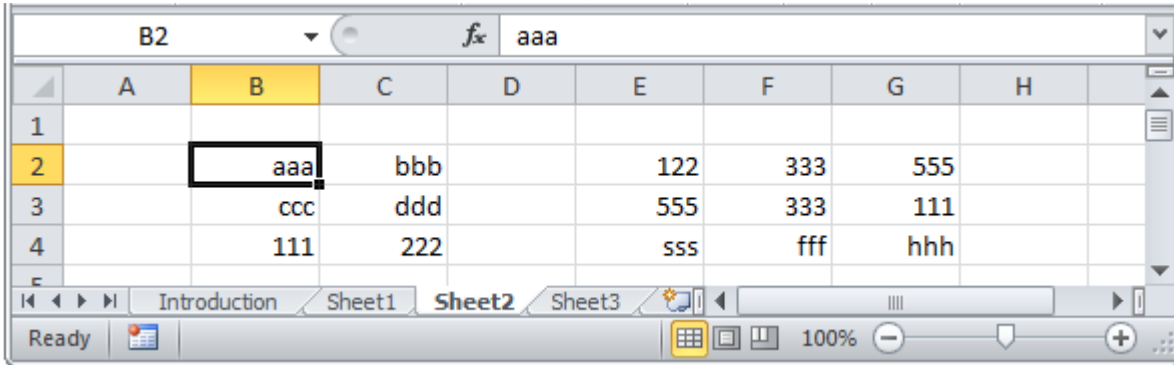 B2 fx aaa
A B C D E F G H
1
2 aaa bbb 122 333 555
3 ccc ddd 555 333 111
4 111 222 sss fff hhh
5
Introduction Sheet1 Sheet2 Sheet3
Ready 100%